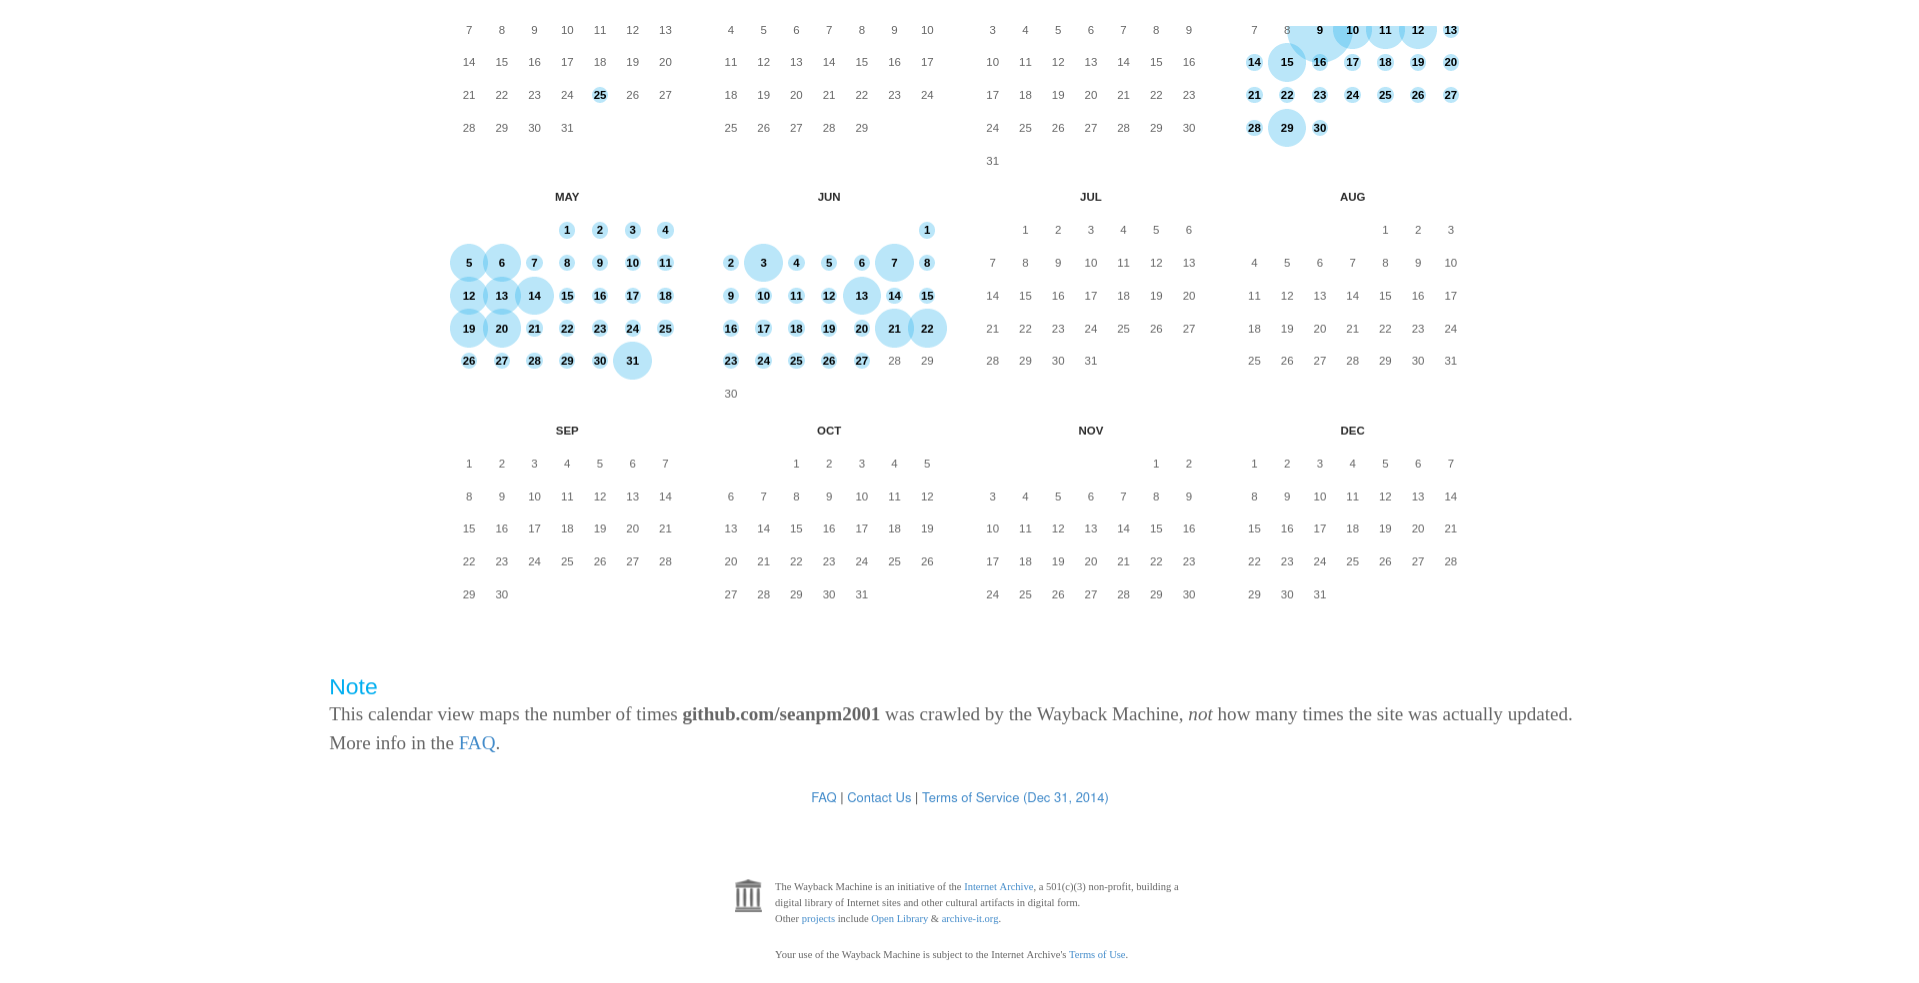 7 8 9 10 11 12 13 4 5 6 7 8 9 10 3 4 5 6 7 8 9 7 8 9 10 11 12 13
14 15 16 17 18 19 20 11 12 13 14 15 16 17 10 11 12 13 14 15 16 14 15 16 17 18 19 20
21 22 23 24 25 26 27 18 19 20 21 22 23 24 17 18 19 20 21 22 23 21 22 23 24 25 26 27
28 29 30 31 25 26 27 28 29 24 25 26 27 28 29 30 28 29 30
31
MAY JUN JUL AUG
1 2 3 4 1 1 2 3 4 5 6 1 2 3
5 6 7 8 9 10 11 2 3 4 5 6 7 8 7 8 9 10 11 12 13 4 5 6 7 8 9 10
12 13 14 15 16 17 18 9 10 11 12 13 14 15 14 15 16 17 18 19 20 11 12 13 14 15 16 17
19 20 21 22 23 24 25 16 17 18 19 20 21 22 21 22 23 24 25 26 27 18 19 20 21 22 23 24
26 27 28 29 30 31 23 24 25 26 27 28 29 28 29 30 31 25 26 27 28 29 30 31
30
SEP OCT NOV DEC
1 2 3 4 5 6 7 1 2 3 4 5 1 2 1 2 3 4 5 6 7
8 9 10 11 12 13 14 6 7 8 9 10 11 12 3 4 5 6 7 8 9 8 9 10 11 12 13 14
15 16 17 18 19 20 21 13 14 15 16 17 18 19 10 11 12 13 14 15 16 15 16 17 18 19 20 21
22 23 24 25 26 27 28 20 21 22 23 24 25 26 17 18 19 20 21 22 23 22 23 24 25 26 27 28
29 30 27 28 29 30 31 24 25 26 27 28 29 30 29 30 31
Note
This calendar view maps the number of times github.com/seanpm2001 was crawled by the Wayback Machine, not how many times the site was actually updated.
More info in the FAQ.
FAQ | Contact Us | Terms of Service (Dec 31, 2014)
The Wayback Machine is an initiative of the Internet Archive, a 501(c)(3) non-profit, building a
digital library of Internet sites and other cultural artifacts in digital form.
Other projects include Open Library & archive-it.org.
Your use of the Wayback Machine is subject to the Internet Archive's Terms of Use.